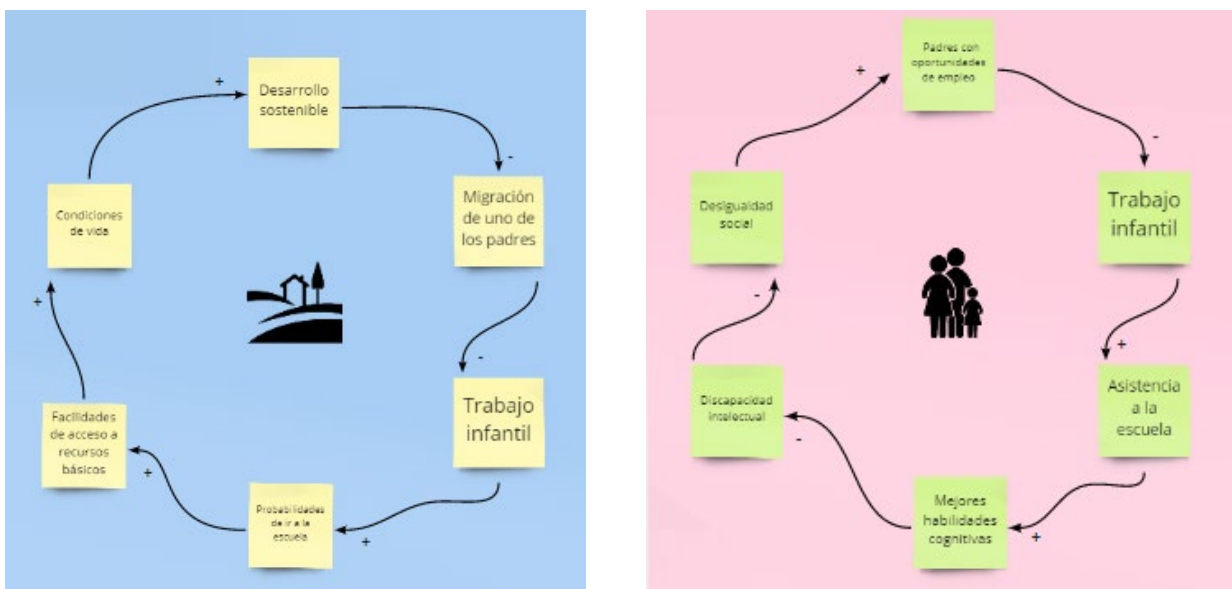 +
Desarrollo
sostenible
-
Migración
de uno de
los padres
-
Trabajo
infantil
+
Probabilidades
de ir a la
escuela
+
Facilidades
de acceso a
recursos
básicos
+
Condiciones
de vida
+
Padres con
oportunidades
de empleo
-
Trabajo
infantil
+
Asistencia
a la
escuela
+
Mejores
habilidades
cognitivas
-
Discapacidad
intelectual
-
Desigualdad
social